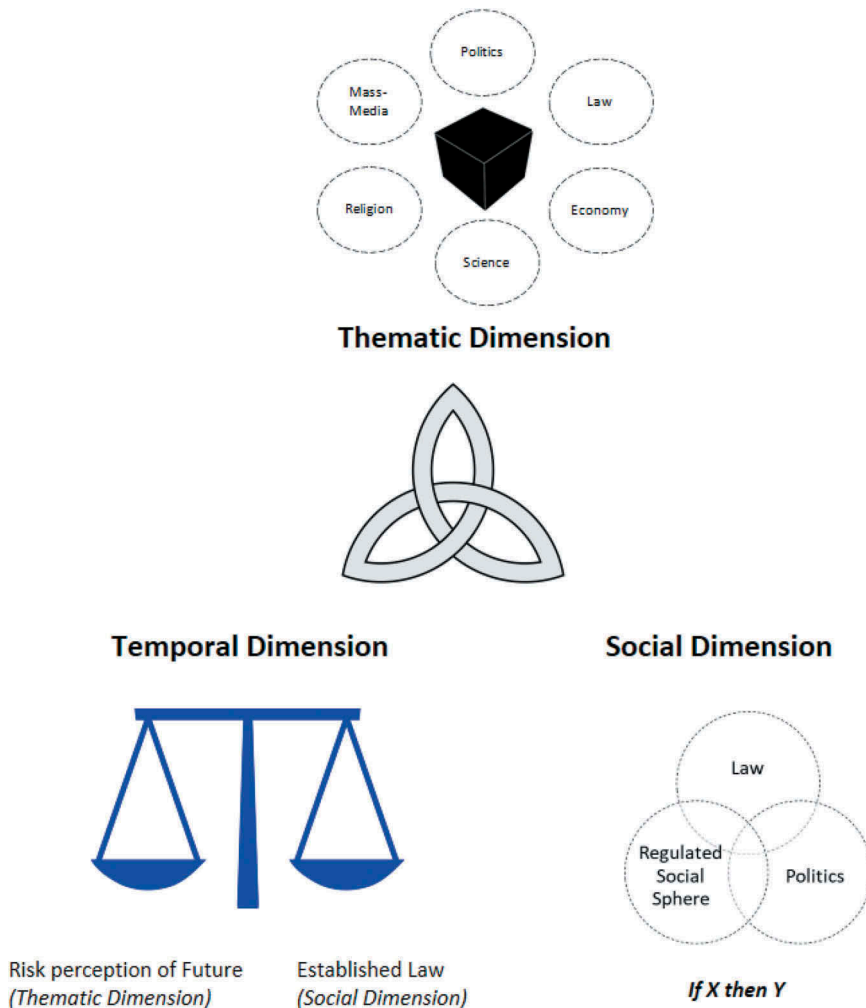 Politics
Mass-
Media
Law
Religion
Economy
Science
Thematic Dimension
Temporal Dimension
Social Dimension
Law
Regulated
Social
Sphere
Politics
Risk perception of Future
(Thematic Dimension)
Established Law
(Social Dimension)
If X then Y